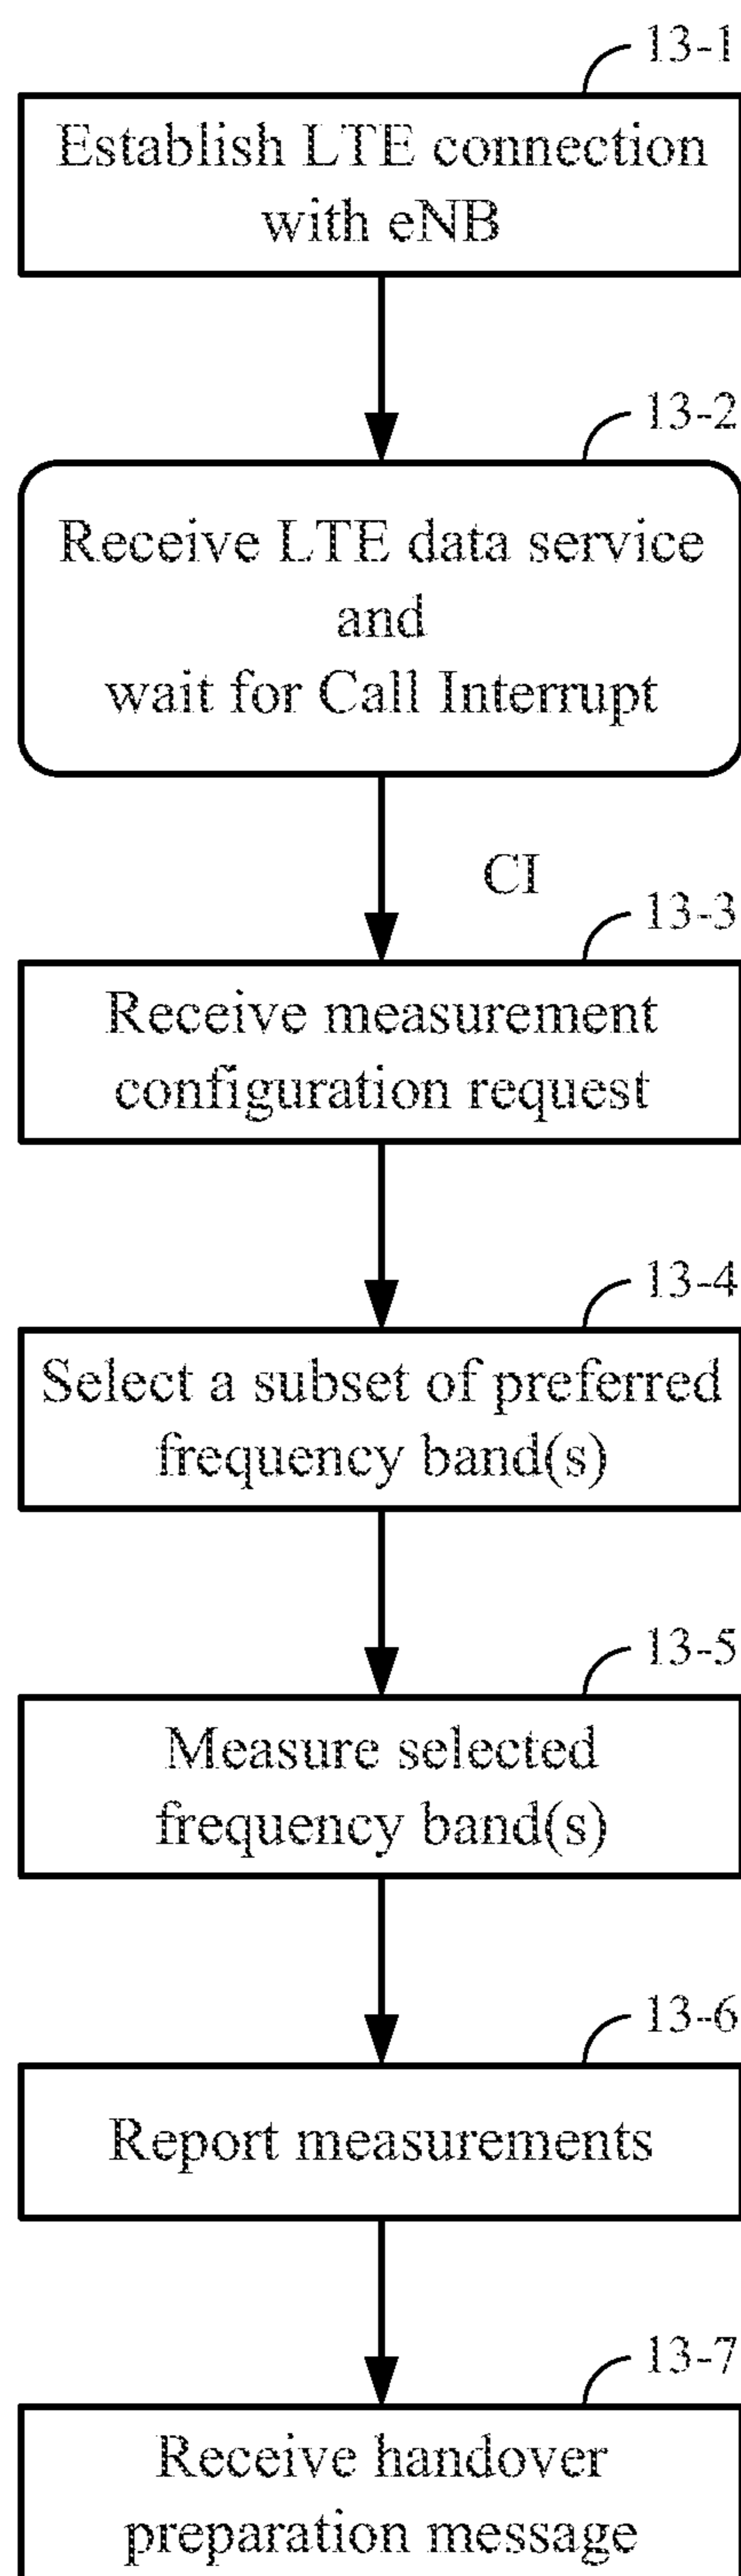 13-1
Establish LTE connection
with eNB
13-2
Receive LTE data service
and
wait for Call Interrupt
CI
13-3
Receive measurement
configuration request
13-4
Select a subset of preferred
frequency band(s)
13-5
Measure selected
frequency band(s)
13-6
Report measurements
13-7
Receive handover
preparation message